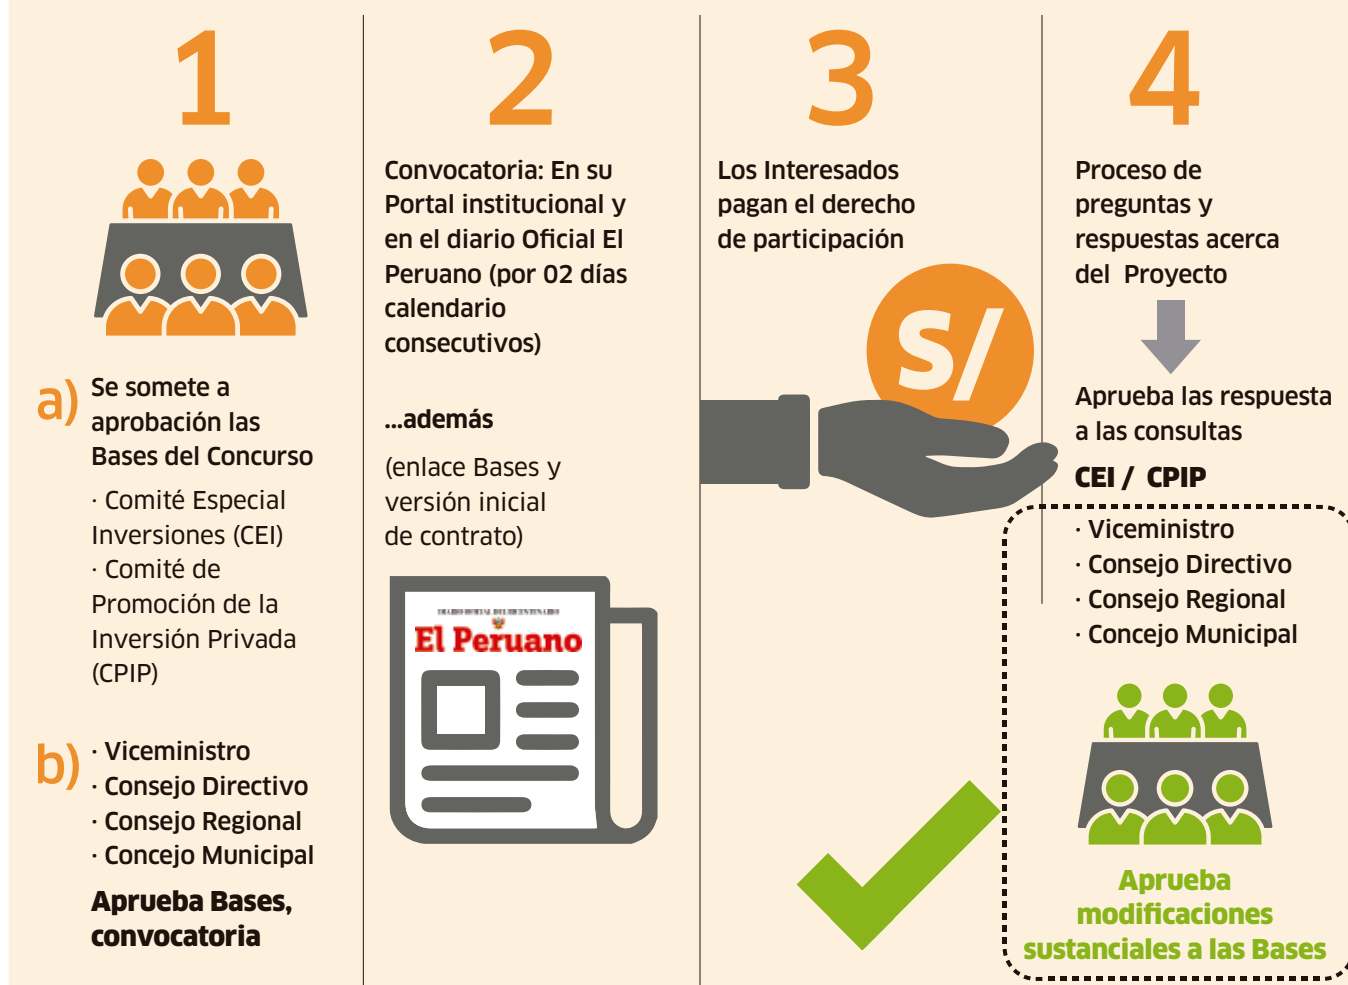 1
a)
Se somete a
aprobación las
Bases del Concurso
· Comité Especial
Inversiones (CEI)
· Comité de
Promoción de la
Inversión Privada
(CPIP)
b)
· Viceministro
· Consejo Directivo
· Consejo Regional
· Concejo Municipal
Aprueba Bases,
convocatoria
2
Convocatoria: En su
Portal institucional y
en el diario Oficial El
Peruano (por 02 días
calendario
consecutivos)
...además
(enlace Bases y
versión inicial
de contrato)
DIARIO OFICIAL DEL BICENTENARIO
El Peruano
3
Los Interesados
pagan el derecho
de participación
S/
4
Proceso de
preguntas y
respuestas acerca
del Proyecto
Aprueba las respuesta
a las consultas
CEI / CPIP
· Viceministro
· Consejo Directivo
· Consejo Regional
· Concejo Municipal
Aprueba
modificaciones
sustanciales a las Bases